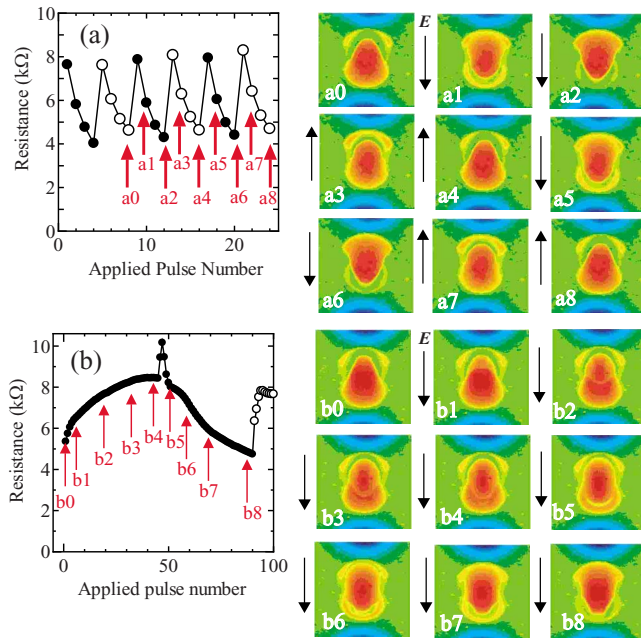 (a)
Resistance (kΩ)
10
8
6
4
2
0
a0
a1
a2
a3
a4
a5
a6
a7
a8
0
10
20
Applied Pulse Number
(b)
Resistance (kΩ)
10
8
6
4
2
0
b0
b1
b2
b3
b4
b5
b6
b7
b8
0
50
100
Applied pulse number
E
a0
a1
a2
a3
a4
a5
a6
a7
a8
E
b0
b1
b2
b3
b4
b5
b6
b7
b8